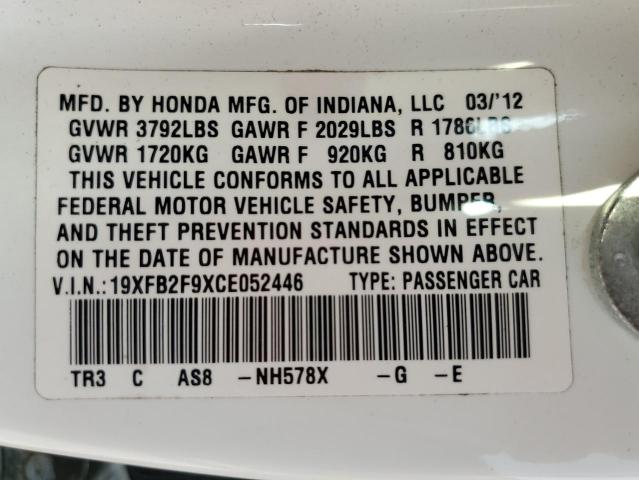 MFD. BY HONDA MFG. OF INDIANA, LLC 03/'12
GVWR 3792LBS GAWR F 2029LBS R 1786LBS
GVWR 1720KG GAWR F 920KG R 810KG
THIS VEHICLE CONFORMS TO ALL APPLICABLE
FEDERAL MOTOR VEHICLE SAFETY, BUMPER,
AND THEFT PREVENTION STANDARDS IN EFFECT
ON THE DATE OF MANUFACTURE SHOWN ABOVE.
V.I.N.:19XFB2F9XCE052446 TYPE: PASSENGER CAR
TR3 C AS8 -NH578X -G -E